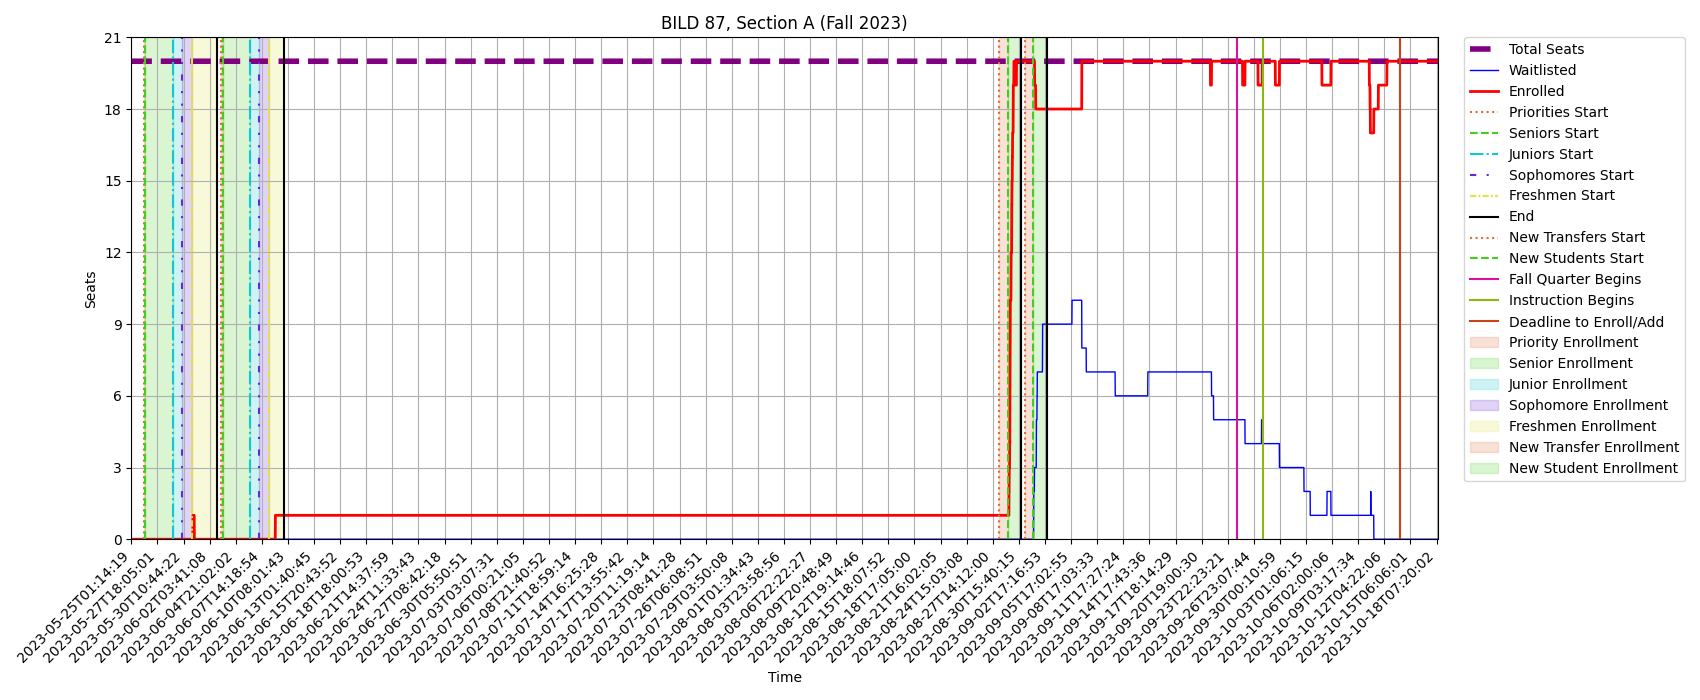 BILD 87, Section A (Fall 2023)
21
18
15
12
9
6
3
0
Seats
2023-05-25T01:14:19
2023-05-27T18:05:01
2023-05-30T10:44:22
2023-06-02T03:41:08
2023-06-04T21:02:02
2023-06-07T14:18:54
2023-06-10T08:01:43
2023-06-13T01:40:45
2023-06-15T20:43:52
2023-06-18T18:00:53
2023-06-21T14:37:59
2023-06-24T11:33:43
2023-06-27T08:42:18
2023-06-30T05:50:51
2023-07-03T03:07:31
2023-07-06T00:21:05
2023-07-08T21:40:52
2023-07-11T18:59:14
2023-07-14T16:25:28
2023-07-17T13:55:42
2023-07-20T11:19:14
2023-07-23T08:41:28
2023-07-26T06:08:51
2023-07-29T03:50:08
2023-08-01T01:34:43
2023-08-03T23:58:56
2023-08-06T22:22:27
2023-08-09T20:48:49
2023-08-12T19:14:46
2023-08-15T18:07:52
2023-08-18T17:05:00
2023-08-21T16:02:05
2023-08-24T15:03:08
2023-08-27T14:12:00
2023-08-30T15:40:15
2023-09-02T17:16:53
2023-09-05T17:02:55
2023-09-08T17:03:33
2023-09-11T17:27:24
2023-09-14T17:43:36
2023-09-17T18:14:29
2023-09-20T19:00:30
2023-09-23T22:23:21
2023-09-26T23:07:44
2023-09-30T00:10:59
2023-10-03T01:06:15
2023-10-06T02:00:06
2023-10-09T03:17:34
2023-10-12T04:22:06
2023-10-15T06:06:01
2023-10-18T07:20:02
Time
Total Seats
Waitlisted
Enrolled
Priorities Start
Seniors Start
Juniors Start
Sophomores Start
Freshmen Start
End
New Transfers Start
New Students Start
Fall Quarter Begins
Instruction Begins
Deadline to Enroll/Add
Priority Enrollment
Senior Enrollment
Junior Enrollment
Sophomore Enrollment
Freshmen Enrollment
New Transfer Enrollment
New Student Enrollment